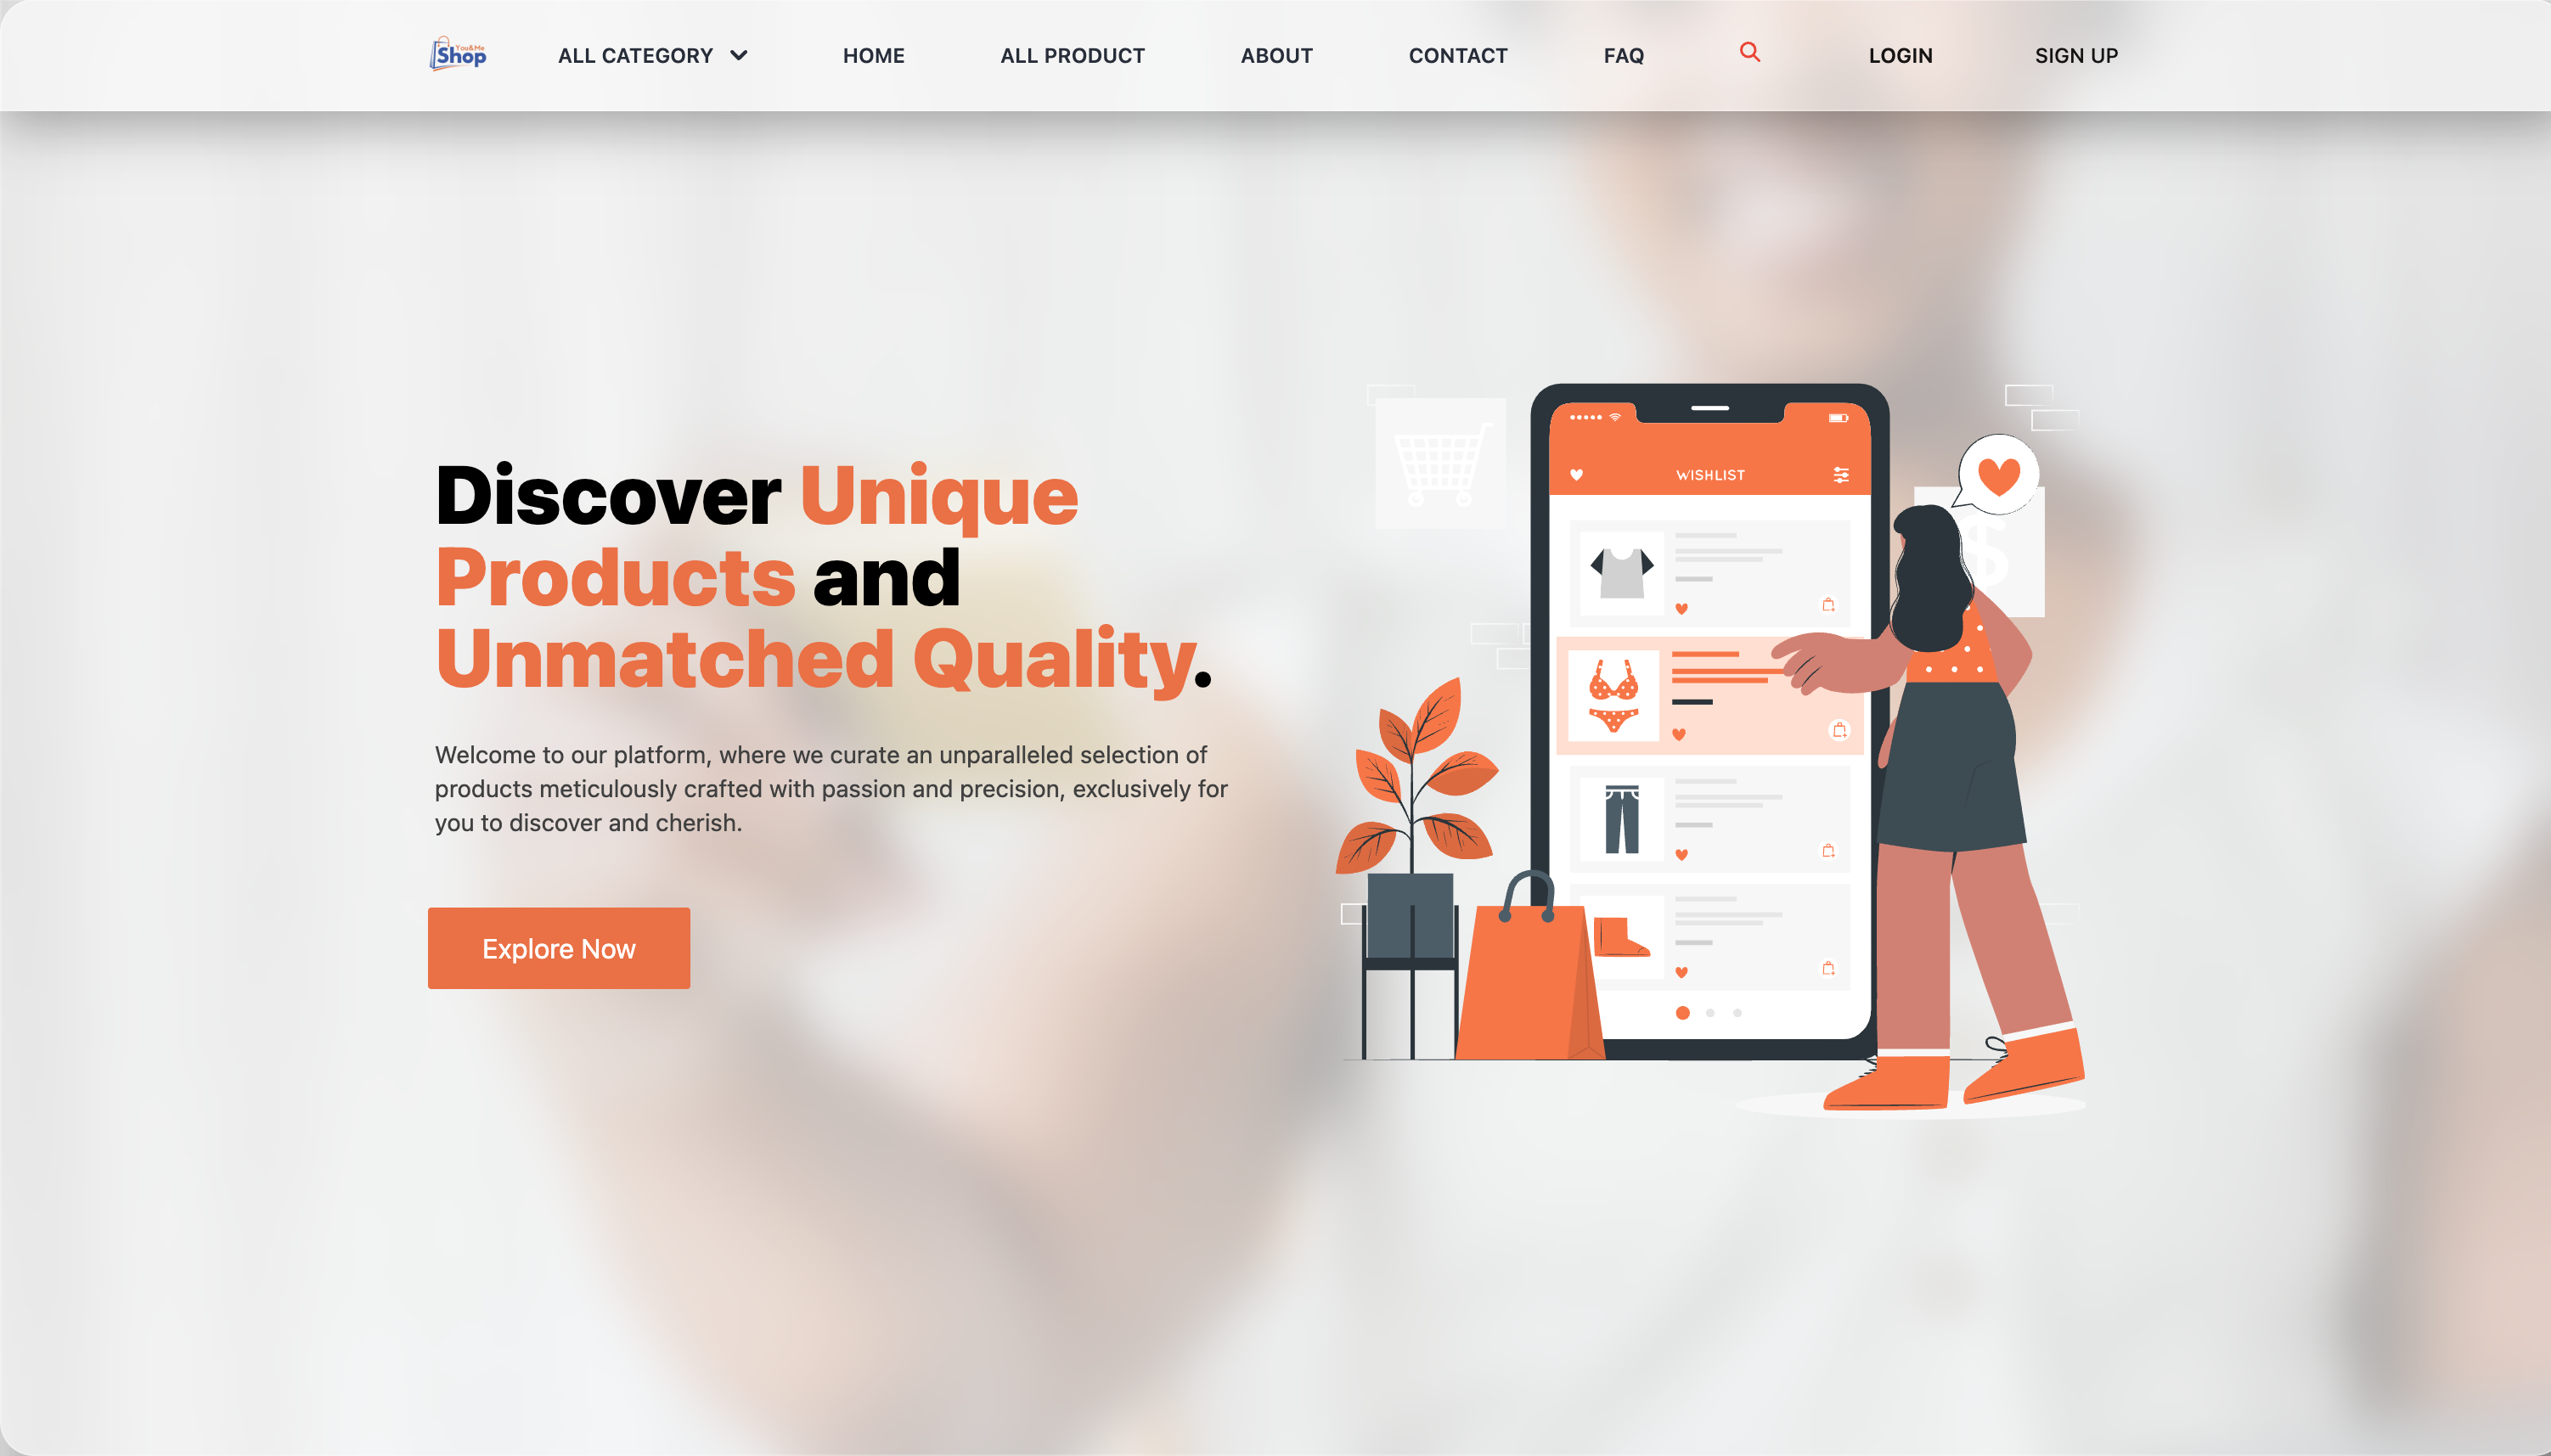 You&Me
Shop
ALL CATEGORY
HOME
ALL PRODUCT
ABOUT
CONTACT
FAQ
LOGIN
SIGN UP
Discover Unique
Products and
Unmatched Quality.
Welcome to our platform, where we curate an unparalleled selection of
products meticulously crafted with passion and precision, exclusively for
you to discover and cherish.
Explore Now
WISHLIST
$